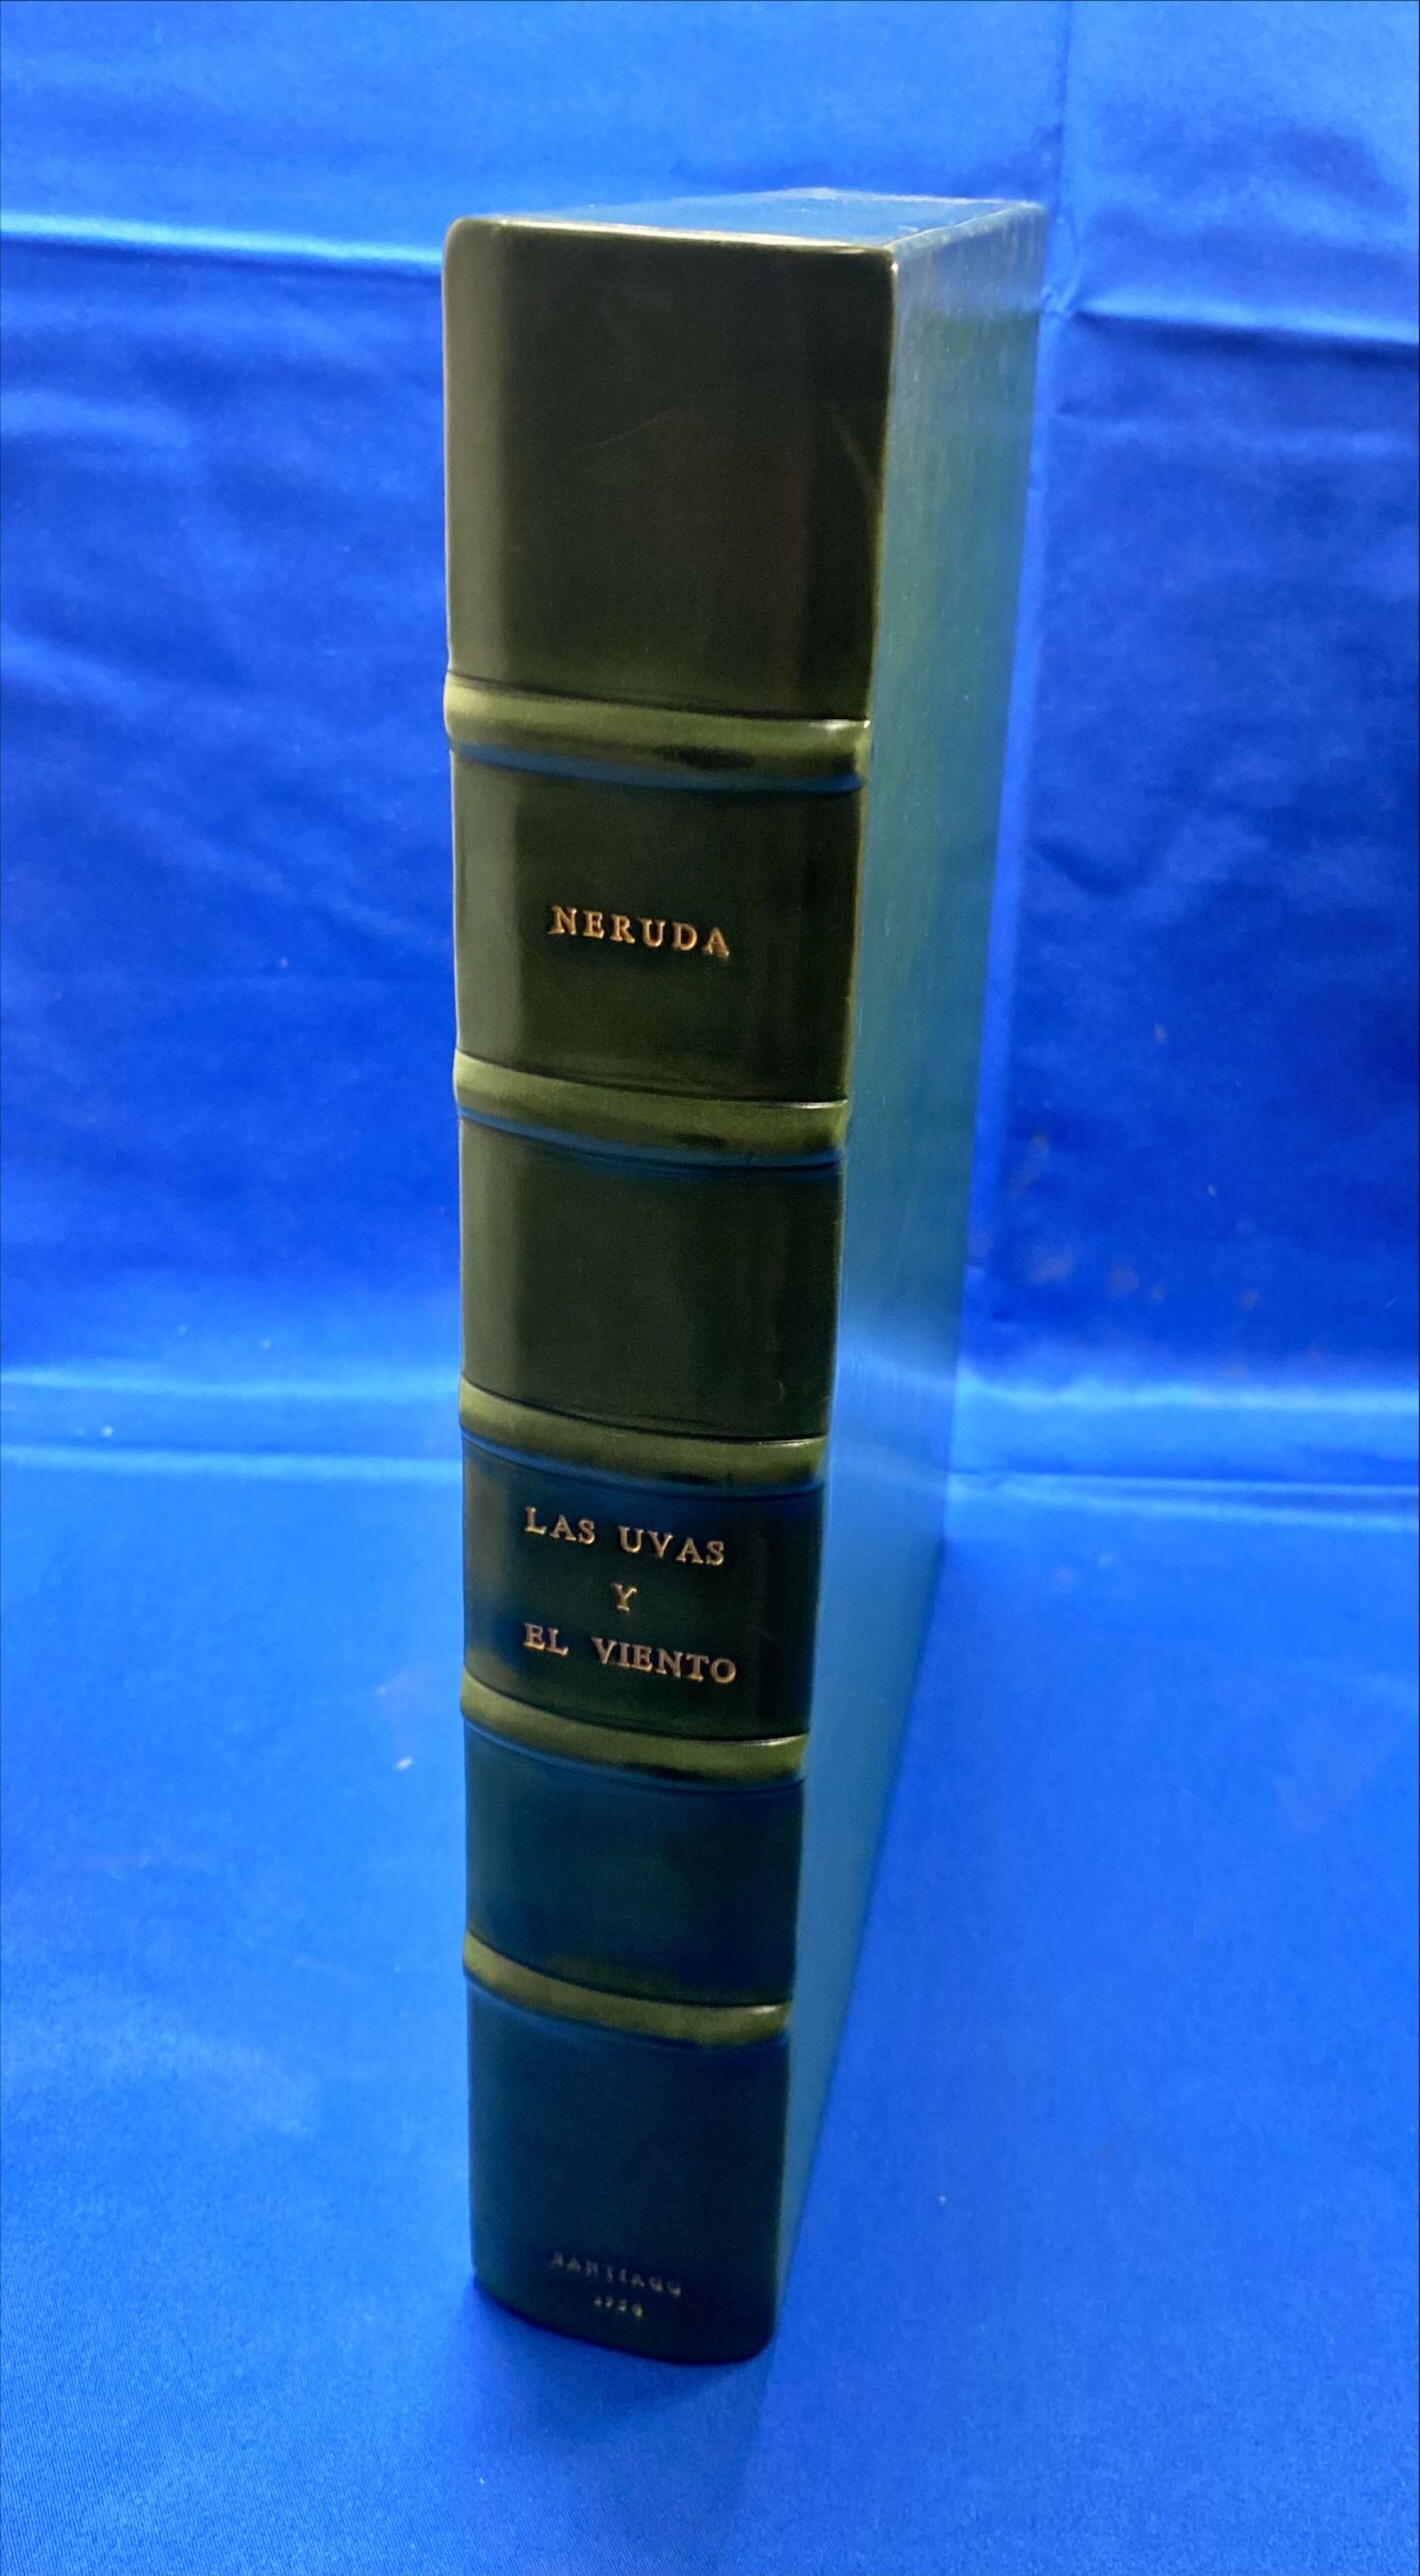 NERUDA
LAS UVAS
Y
EL VIENTO
SANTIAGO